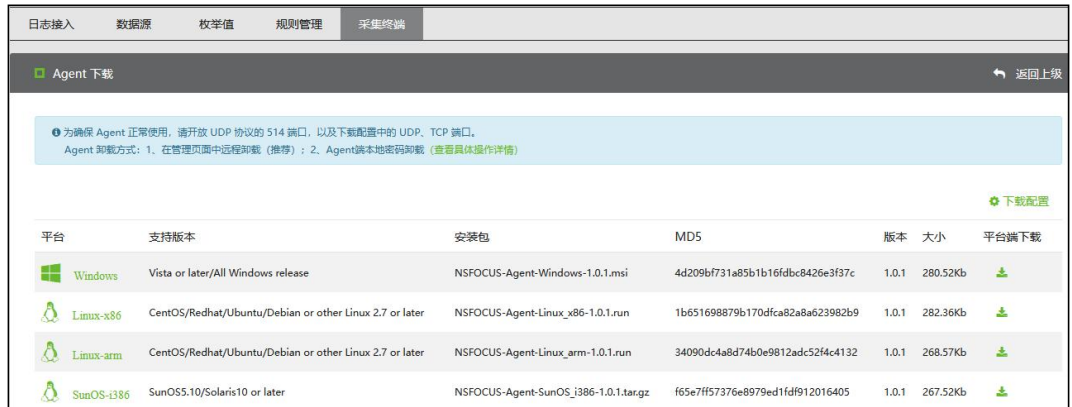 日志接入 数据源 枚举值 规则管理 采集终端
Agent 下载 返回上级
为确保 Agent 正常使用，请开放 UDP 协议的 514 端口，以及下载配置中的 UDP、TCP 端口。
Agent 卸载方式：1、在管理页面中远程卸载（推荐）；2、Agent端本地密码卸载（查看具体操作详情）
下载配置
平台 支持版本 安装包 MD5 版本 大小 平台端下载
Windows Vista or later/All Windows release NSFOCUS-Agent-Windows-1.0.1.msi 4d209bf731a85b1b16fdbc8426e3f37c 1.0.1 280.52Kb
Linux-x86 CentOS/Redhat/Ubuntu/Debian or other Linux 2.7 or later NSFOCUS-Agent-Linux_x86-1.0.1.run 1b651698879b170dfca82a8a623982b9 1.0.1 282.36Kb
Linux-arm CentOS/Redhat/Ubuntu/Debian or other Linux 2.7 or later NSFOCUS-Agent-Linux_arm-1.0.1.run 34090dc4a8d74b0e9812adc52f4c4132 1.0.1 268.57Kb
SunOS-i386 SunOS5.10/Solaris10 or later NSFOCUS-Agent-SunOS_i386-1.0.1.tar.gz f65e7ff57376e8979ed1fdf912016405 1.0.1 267.52Kb